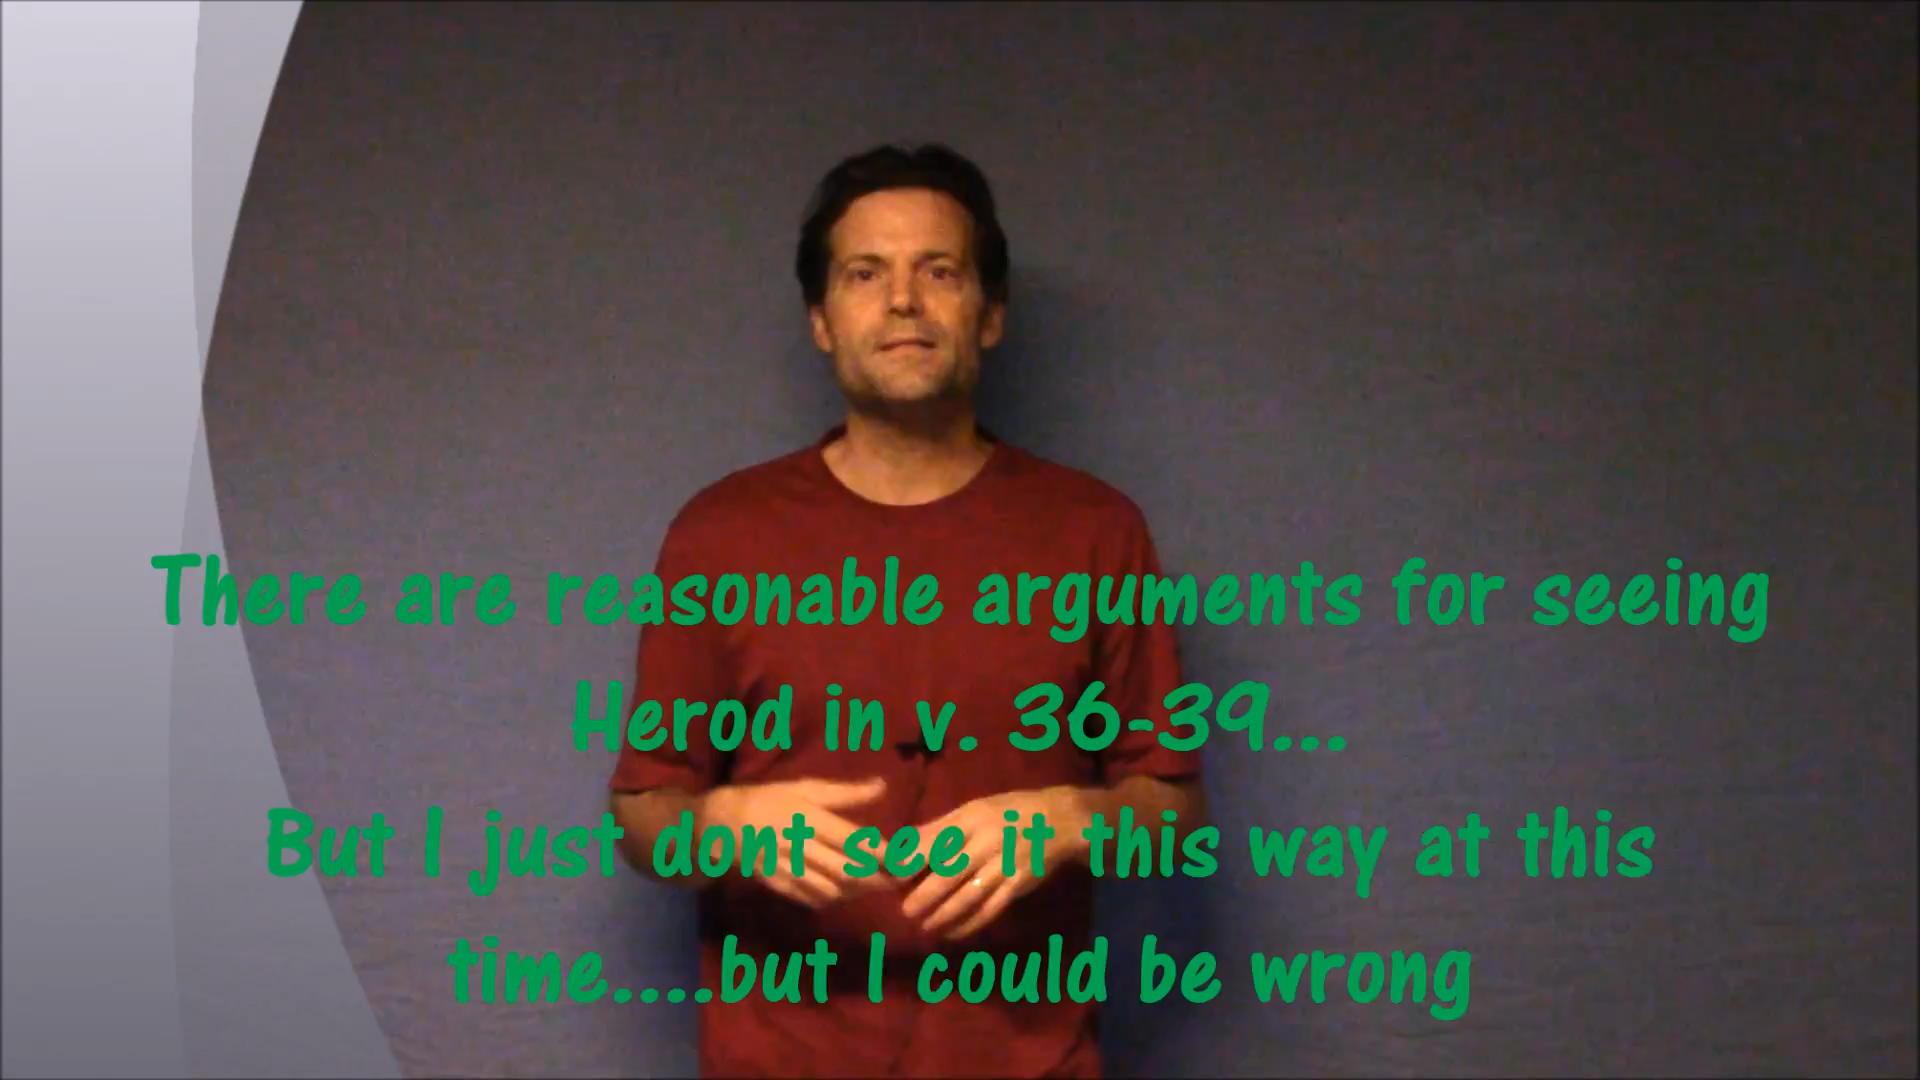 There are reasonable arguments for seeing
Herod in v. 36-39...
But I just dont see it this way at this
time....but I could be wrong